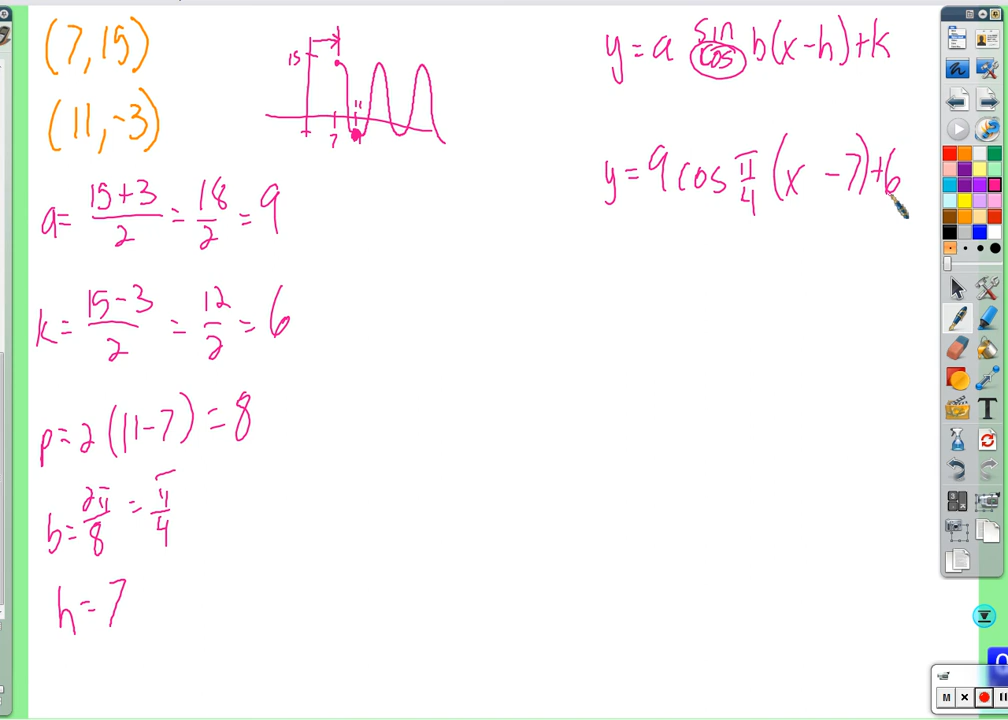 (7, 15)
(11, -3)
15
7
11
y = a sin cos b(x - h) + k
y = 9 cos π/4 (x - 7) + 6
a = (15 + 3)/2 = 18/2 = 9
k = (15 - 3)/2 = 12/2 = 6
p = 2(11 - 7) = 8
b = 2π/8 = π/4
h = 7
T
M